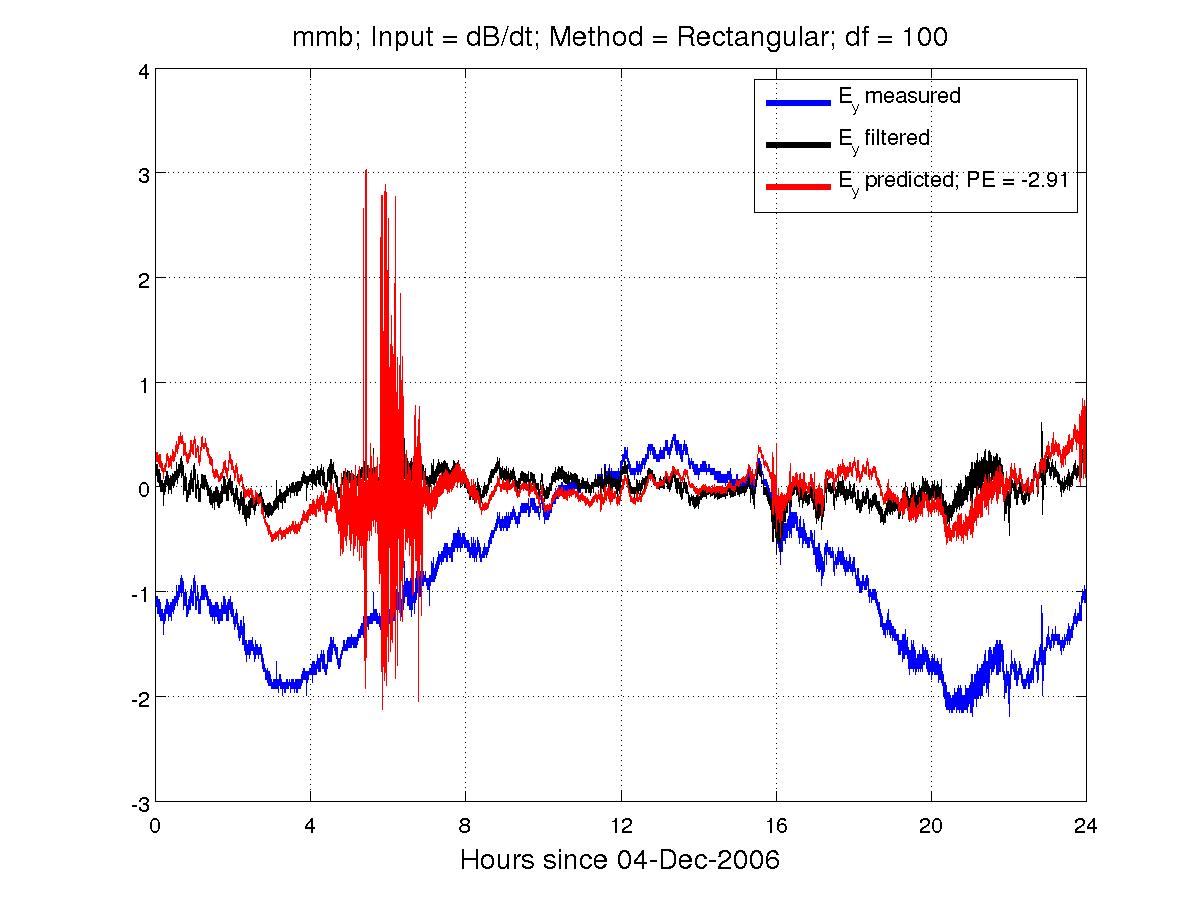 mmb; Input = dB/dt; Method = Rectangular; df = 100
4
3
2
1
0
-1
-2
-3
E_y measured
E_y filtered
E_y predicted; PE = -2.91
0 4 8 12 16 20 24
Hours since 04-Dec-2006